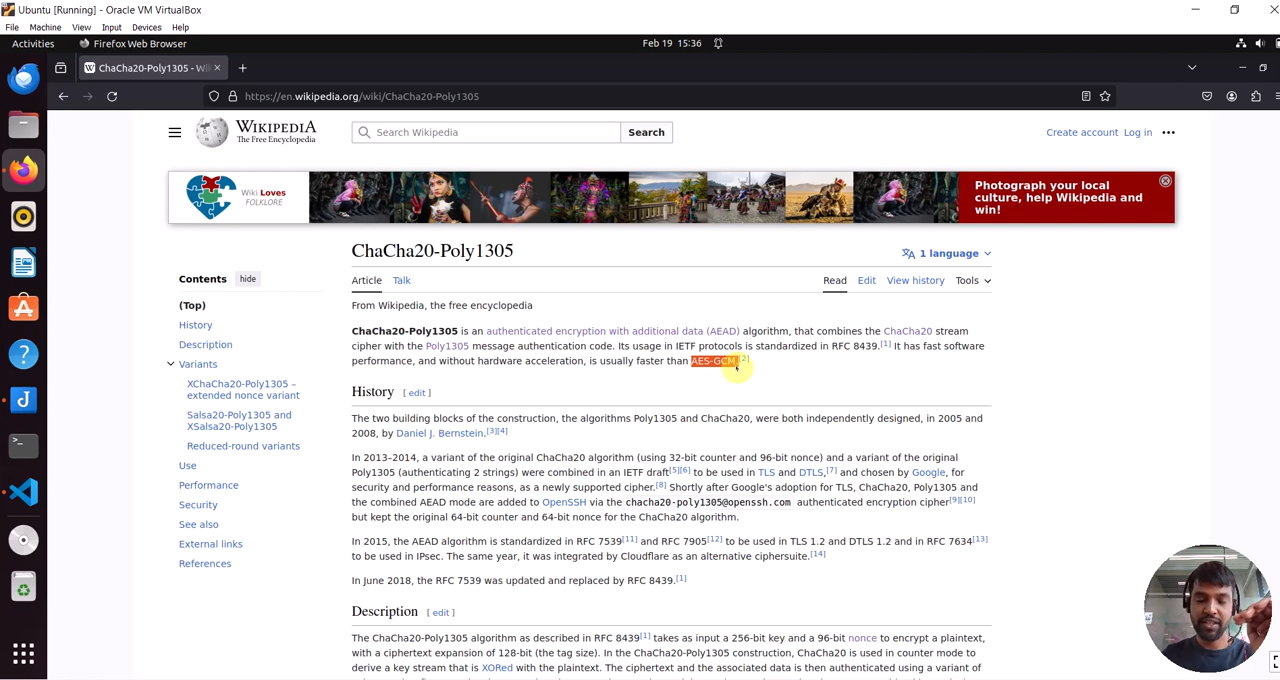 Ubuntu [Running] - Oracle VM VirtualBox
File Machine View Input Devices Help
Activities Firefox Web Browser Feb 19 15:36
W ChaCha20-Poly1305 - Wi
https://en.wikipedia.org/wiki/ChaCha20-Poly1305
WIKIPEDIA
The Free Encyclopedia
Search Wikipedia Search
Create account Log in
Wiki Loves
FOLKLORE
Photograph your local
culture, help Wikipedia and
win!
ChaCha20-Poly1305
1 language
Contents hide
(Top)
History
Description
Variants
XChaCha20-Poly1305 –
extended nonce variant
Salsa20-Poly1305 and
XSalsa20-Poly1305
Reduced-round variants
Use
Performance
Security
See also
External links
References
Article Talk Read Edit View history Tools
From Wikipedia, the free encyclopedia
ChaCha20-Poly1305 is an authenticated encryption with additional data (AEAD) algorithm, that combines the ChaCha20 stream
cipher with the Poly1305 message authentication code. Its usage in IETF protocols is standardized in RFC 8439.[1] It has fast software
performance, and without hardware acceleration, is usually faster than AES-GCM.[2]
History [ edit ]
The two building blocks of the construction, the algorithms Poly1305 and ChaCha20, were both independently designed, in 2005 and
2008, by Daniel J. Bernstein.[3][4]
In 2013–2014, a variant of the original ChaCha20 algorithm (using 32-bit counter and 96-bit nonce) and a variant of the original
Poly1305 (authenticating 2 strings) were combined in an IETF draft[5][6] to be used in TLS and DTLS,[7] and chosen by Google, for
security and performance reasons, as a newly supported cipher.[8] Shortly after Google's adoption for TLS, ChaCha20, Poly1305 and
the combined AEAD mode are added to OpenSSH via the chacha20-poly1305@openssh.com authenticated encryption cipher[9][10]
but kept the original 64-bit counter and 64-bit nonce for the ChaCha20 algorithm.
In 2015, the AEAD algorithm is standardized in RFC 7539[11] and RFC 7905[12] to be used in TLS 1.2 and DTLS 1.2 and in RFC 7634[13]
to be used in IPsec. The same year, it was integrated by Cloudflare as an alternative ciphersuite.[14]
In June 2018, the RFC 7539 was updated and replaced by RFC 8439.[1]
Description [ edit ]
The ChaCha20-Poly1305 algorithm as described in RFC 8439[1] takes as input a 256-bit key and a 96-bit nonce to encrypt a plaintext,
with a ciphertext expansion of 128-bit (the tag size). In the ChaCha20-Poly1305 construction, ChaCha20 is used in counter mode to
derive a key stream that is XORed with the plaintext. The ciphertext and the associated data is then authenticated using a variant of